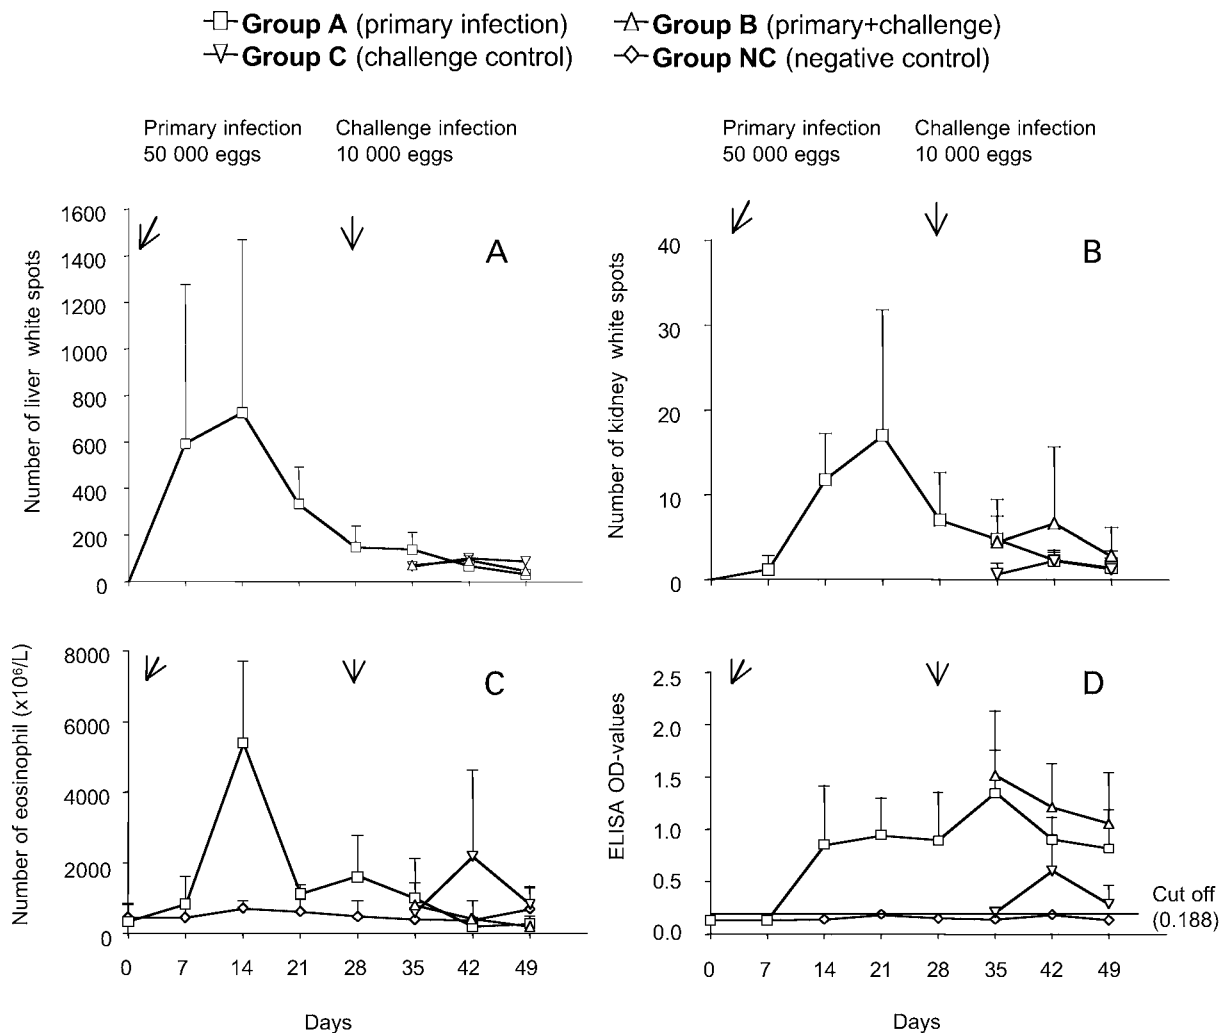 Group A (primary infection) Group B (primary+challenge)
Group C (challenge control) Group NC (negative control)
Primary infection Challenge infection Primary infection Challenge infection
50 000 eggs 10 000 eggs 50 000 eggs 10 000 eggs
A
Number of liver white spots
1600
1400
1200
1000
800
600
400
200
0
B
Number of kidney white spots
40
30
20
10
0
C
Number of eosinophil (x10⁶/L)
8000
6000
4000
2000
0
0 7 14 21 28 35 42 49
Days
D
ELISA OD-values
2.5
2.0
1.5
1.0
0.5
0.0
Cut off
(0.188)
0 7 14 21 28 35 42 49
Days